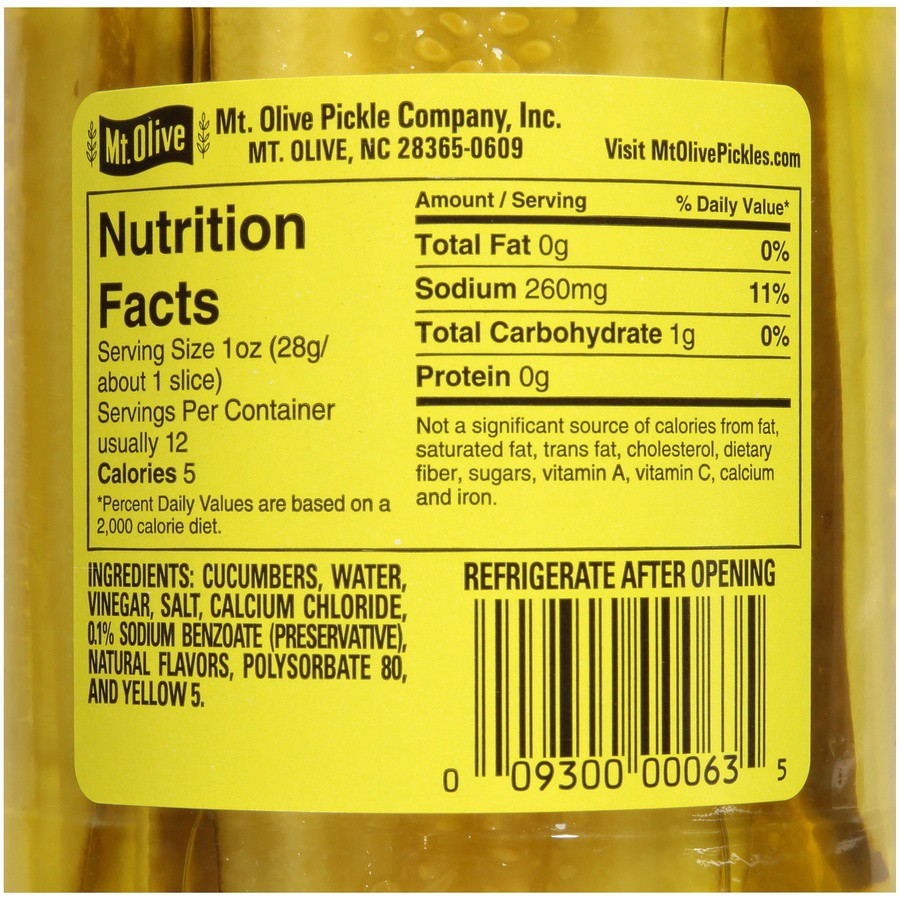 Mt. Olive
Mt. Olive Pickle Company, Inc.
MT. OLIVE, NC 28365-0609
Visit MtOlivePickles.com
Nutrition
Facts
Serving Size 1oz (28g/
about 1 slice)
Servings Per Container
usually 12
Calories 5
*Percent Daily Values are based on a
2,000 calorie diet.
Amount / Serving % Daily Value*
Total Fat 0g 0%
Sodium 260mg 11%
Total Carbohydrate 1g 0%
Protein 0g
Not a significant source of calories from fat,
saturated fat, trans fat, cholesterol, dietary
fiber, sugars, vitamin A, vitamin C, calcium
and iron.
INGREDIENTS: CUCUMBERS, WATER,
VINEGAR, SALT, CALCIUM CHLORIDE,
0.1% SODIUM BENZOATE (PRESERVATIVE),
NATURAL FLAVORS, POLYSORBATE 80,
AND YELLOW 5.
REFRIGERATE AFTER OPENING
0 09300 00063 5